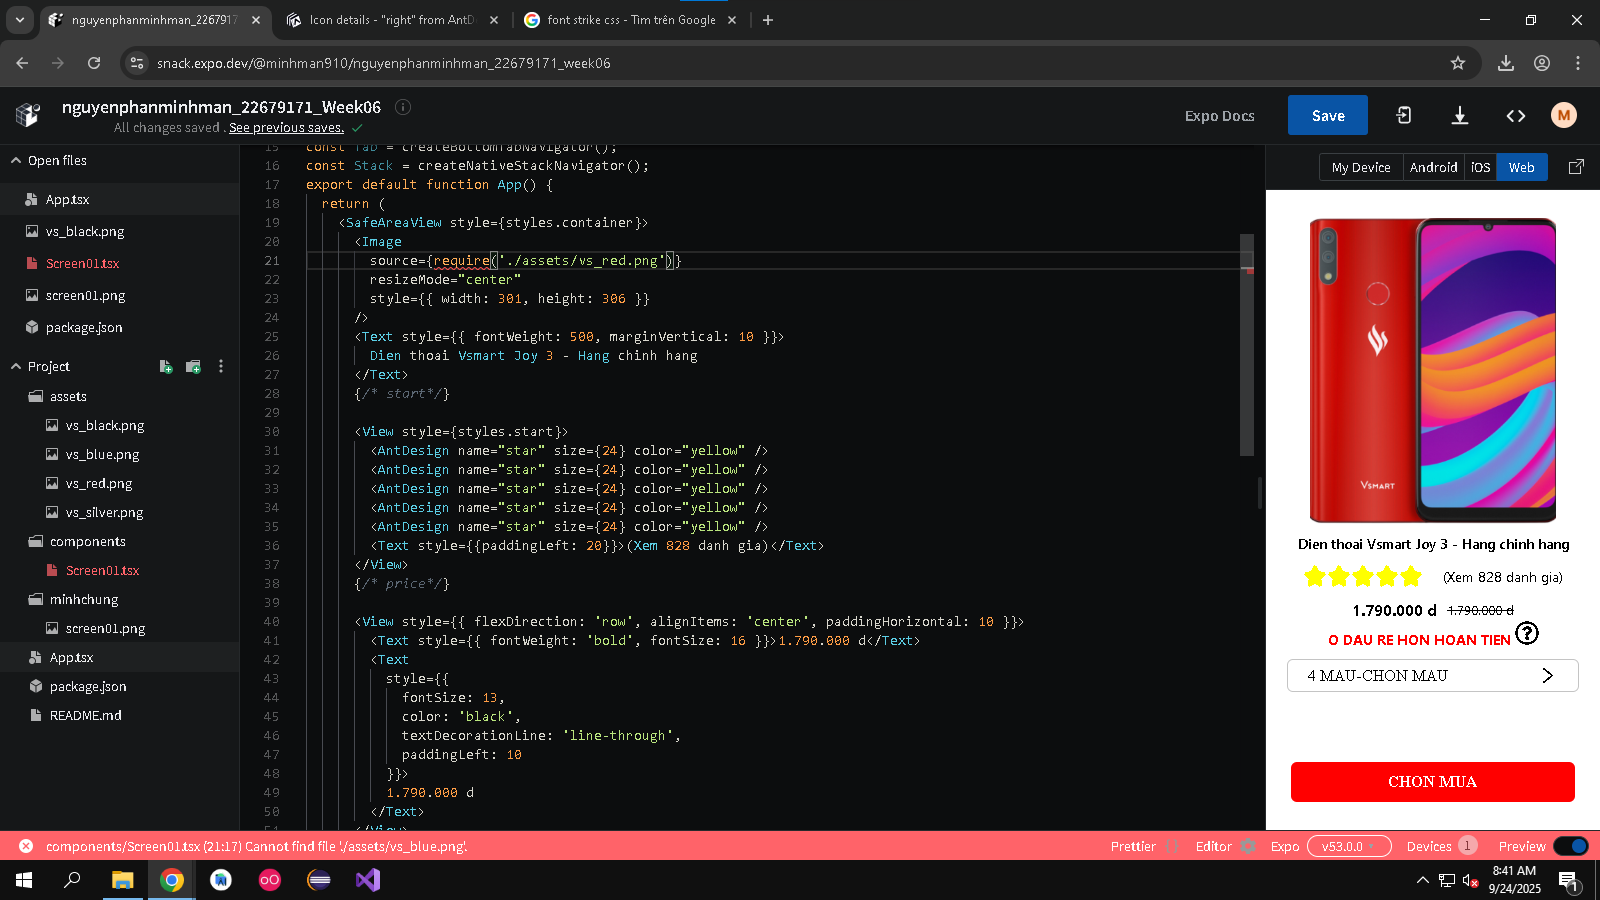 nguyenphanminhman_22679171
Icon details - "right" from AntD
font strike css - Tìm trên Google
snack.expo.dev/@minhman910/nguyenphanminhman_22679171_week06
nguyenphanminhman_22679171_Week06
All changes saved. See previous saves.
Expo Docs
Save
M
Open files
App.tsx
vs_black.png
Screen01.tsx
screen01.png
package.json
Project
assets
vs_black.png
vs_blue.png
vs_red.png
vs_silver.png
components
Screen01.tsx
minhchung
screen01.png
App.tsx
package.json
README.md
15 const Tab = createBottomTabNavigator();
16 const Stack = createNativeStackNavigator();
17 export default function App() {
18 return (
19 <SafeAreaView style={styles.container}>
20 <Image
21 source={require('./assets/vs_red.png')}
22 resizeMode="center"
23 style={{ width: 301, height: 306 }}
24 />
25 <Text style={{ fontWeight: 500, marginVertical: 10 }}>
26 Dien thoai Vsmart Joy 3 - Hang chinh hang
27 </Text>
28 {/* start*/}
29
30 <View style={styles.start}>
31 <AntDesign name="star" size={24} color="yellow" />
32 <AntDesign name="star" size={24} color="yellow" />
33 <AntDesign name="star" size={24} color="yellow" />
34 <AntDesign name="star" size={24} color="yellow" />
35 <AntDesign name="star" size={24} color="yellow" />
36 <Text style={{paddingLeft: 20}}>(Xem 828 danh gia)</Text>
37 </View>
38 {/* price*/}
39
40 <View style={{ flexDirection: 'row', alignItems: 'center', paddingHorizontal: 10 }}>
41 <Text style={{ fontWeight: 'bold', fontSize: 16 }}>1.790.000 d</Text>
42 <Text
43 style={{
44 fontSize: 13,
45 color: 'black',
46 textDecorationLine: 'line-through',
47 paddingLeft: 10
48 }}>
49 1.790.000 d
50 </Text>
51 </View>
My Device
Android
iOS
Web
VSMART
Dien thoai Vsmart Joy 3 - Hang chinh hang
(Xem 828 danh gia)
1.790.000 d 1.790.000 d
O DAU RE HON HOAN TIEN
4 MAU-CHON MAU
CHON MUA
components/Screen01.tsx (21:17) Cannot find file './assets/vs_blue.png'.
Prettier
Editor
Expo
v53.0.0
Devices 1
Preview
8:41 AM
9/24/2025
1